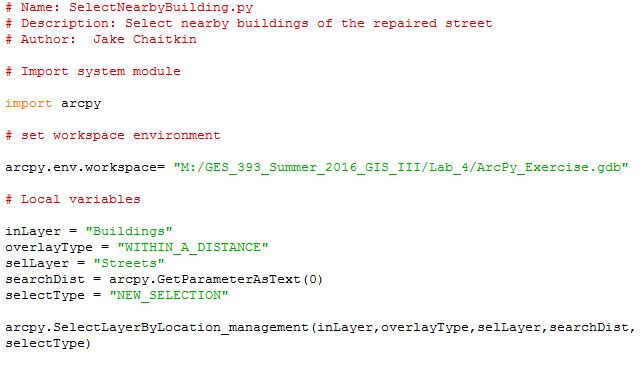 # Name: SelectNearbyBuilding.py
# Description: Select nearby buildings of the repaired street
# Author:  Jake Chaitkin
# Import system module
import arcpy
# set workspace environment
arcpy.env.workspace= "M:/GES_393_Summer_2016_GIS_III/Lab_4/ArcPy_Exercise.gdb"
# Local variables
inLayer = "Buildings"
overlayType = "WITHIN_A_DISTANCE"
selLayer = "Streets"
searchDist = arcpy.GetParameterAsText(0)
selectType = "NEW_SELECTION"
arcpy.SelectLayerByLocation_management(inLayer,overlayType,selLayer,searchDist,
selectType)